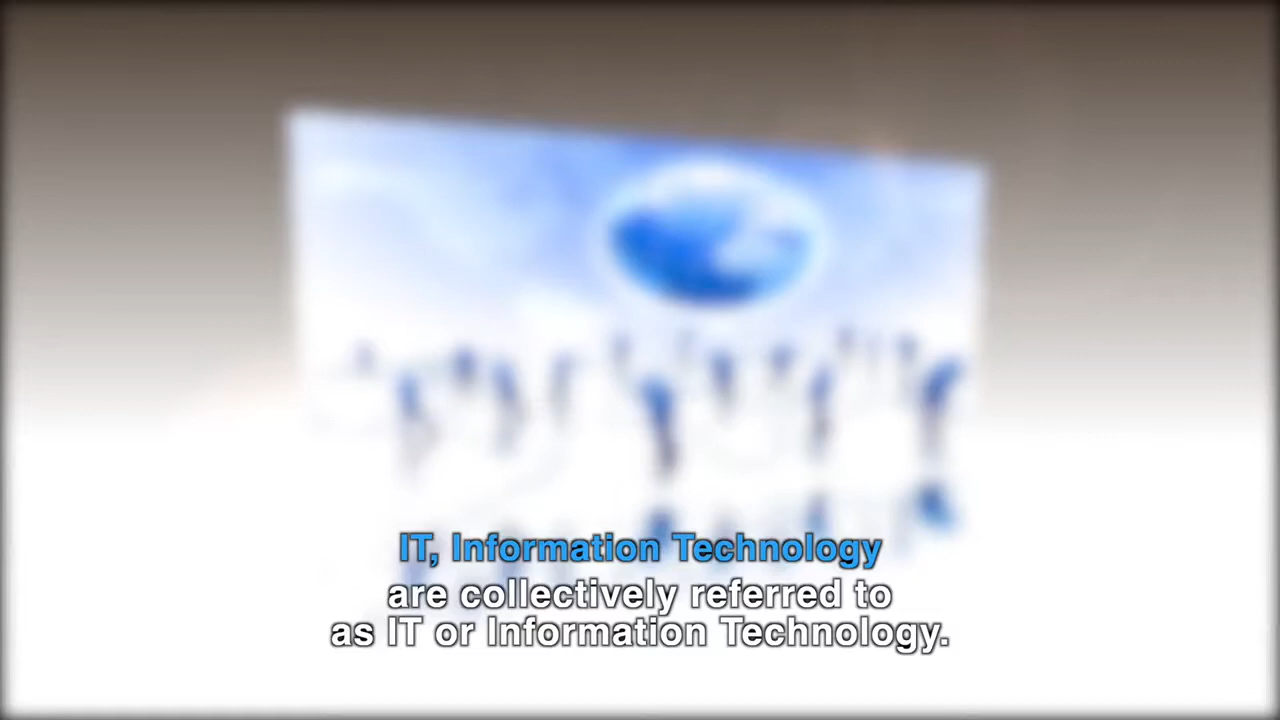 IT, Information Technology
are collectively referred to
as IT or Information Technology.